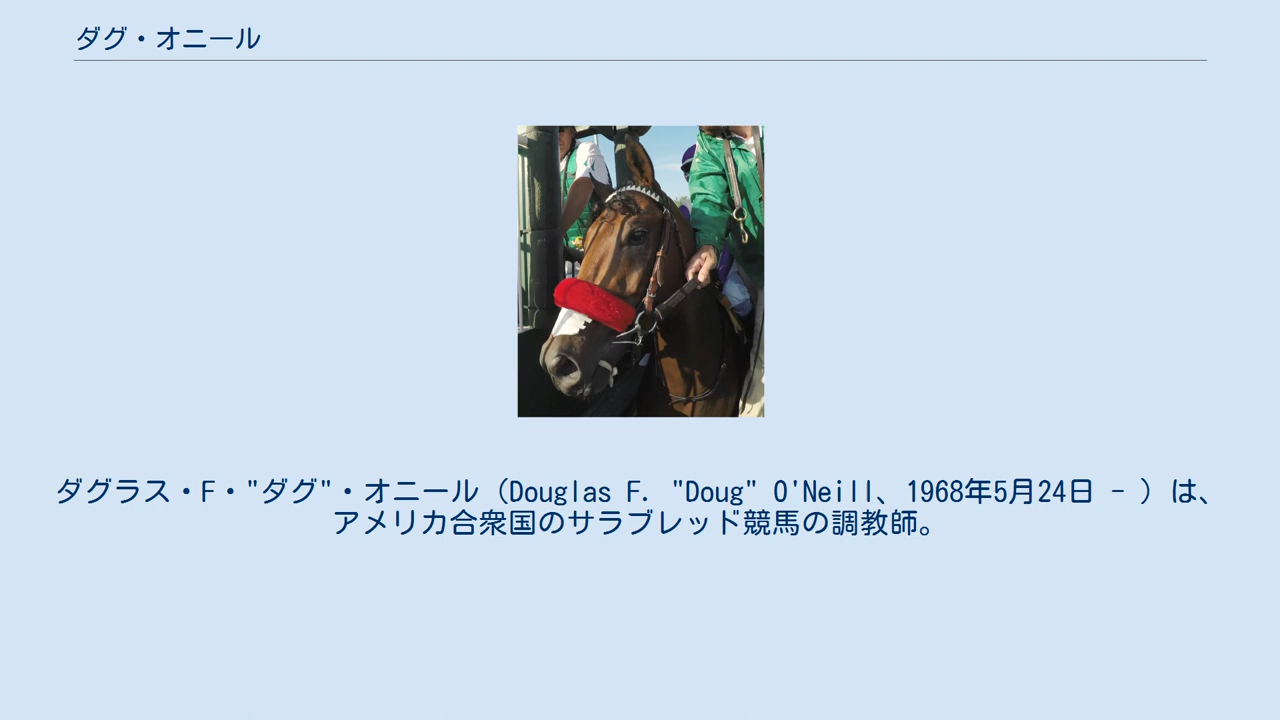 ダグ・オニール
ダグラス・F・"ダグ"・オニール（Douglas F. "Doug" O'Neill、1968年5月24日 - ）は、
アメリカ合衆国のサラブレッド競馬の調教師。